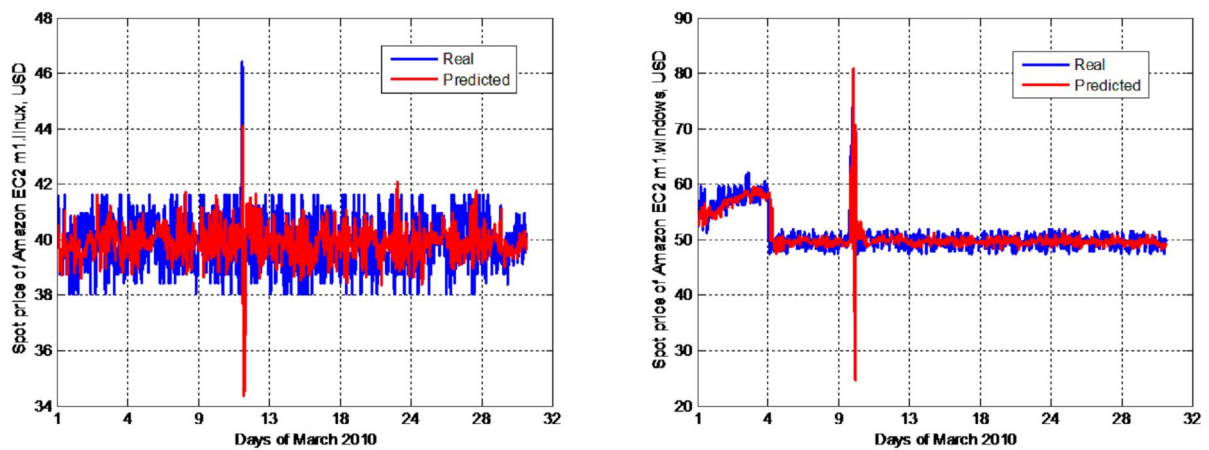 48
46
44
42
40
38
36
34
Spot price of Amazon EC2 m1.linux, USD
Real
Predicted
1 4 9 13 18 23 28 32
Days of March 2010
90
80
70
60
50
40
30
20
Spot price of Amazon EC2 m1.windows, USD
Real
Predicted
1 4 9 14 18 24 28 32
Days of March 2010